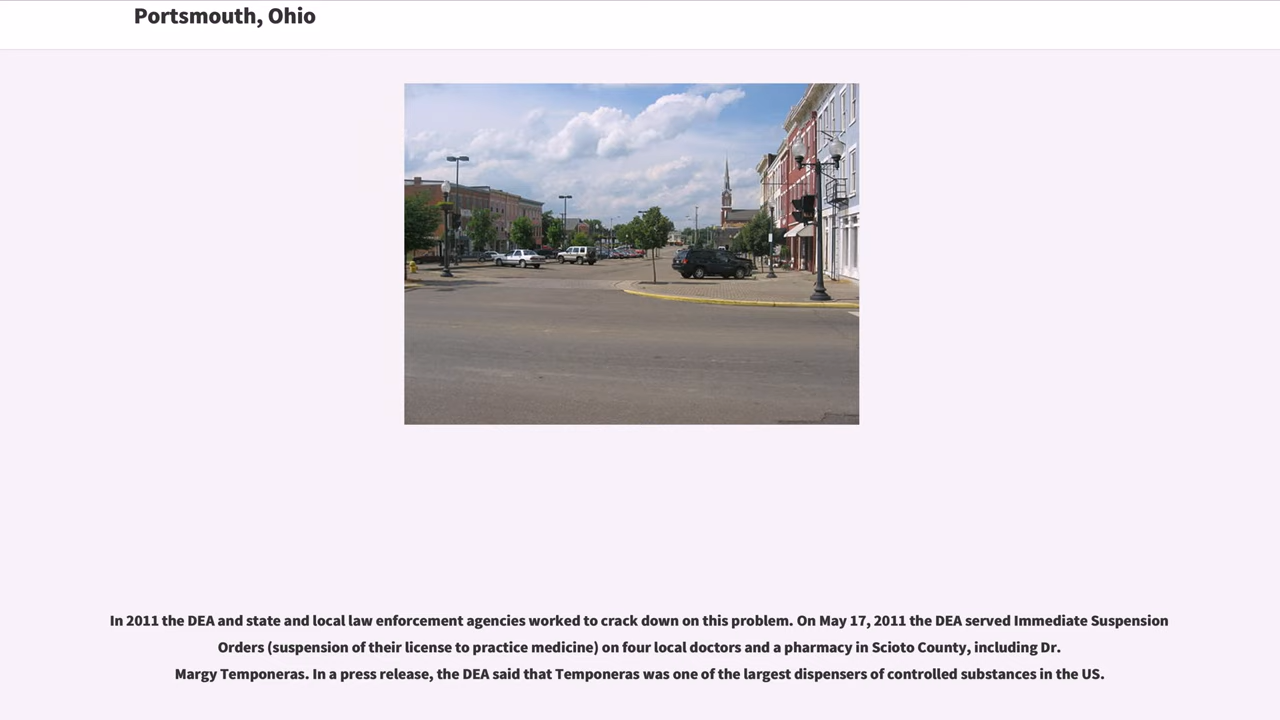 Portsmouth, Ohio
In 2011 the DEA and state and local law enforcement agencies worked to crack down on this problem. On May 17, 2011 the DEA served Immediate Suspension
Orders (suspension of their license to practice medicine) on four local doctors and a pharmacy in Scioto County, including Dr.
Margy Temponeras. In a press release, the DEA said that Temponeras was one of the largest dispensers of controlled substances in the US.